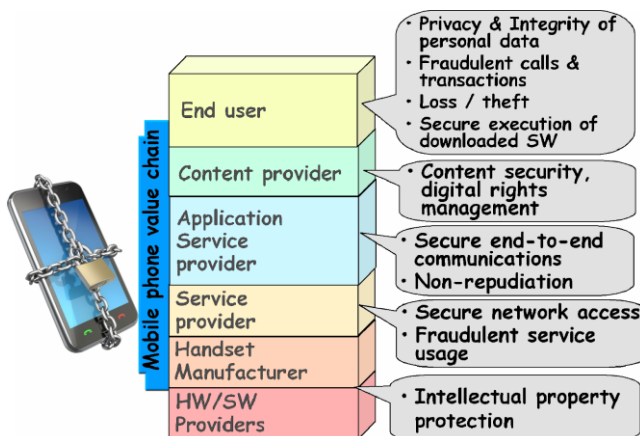 Mobile phone value chain
End user
· Privacy & Integrity of
personal data
· Fraudulent calls &
transactions
· Loss / theft
· Secure execution of
downloaded SW
Content provider
· Content security,
digital rights
management
Application
Service
provider
· Secure end-to-end
communications
· Non-repudiation
Service
provider
· Secure network access
· Fraudulent service
usage
Handset
Manufacturer
HW/SW
Providers
· Intellectual property
protection